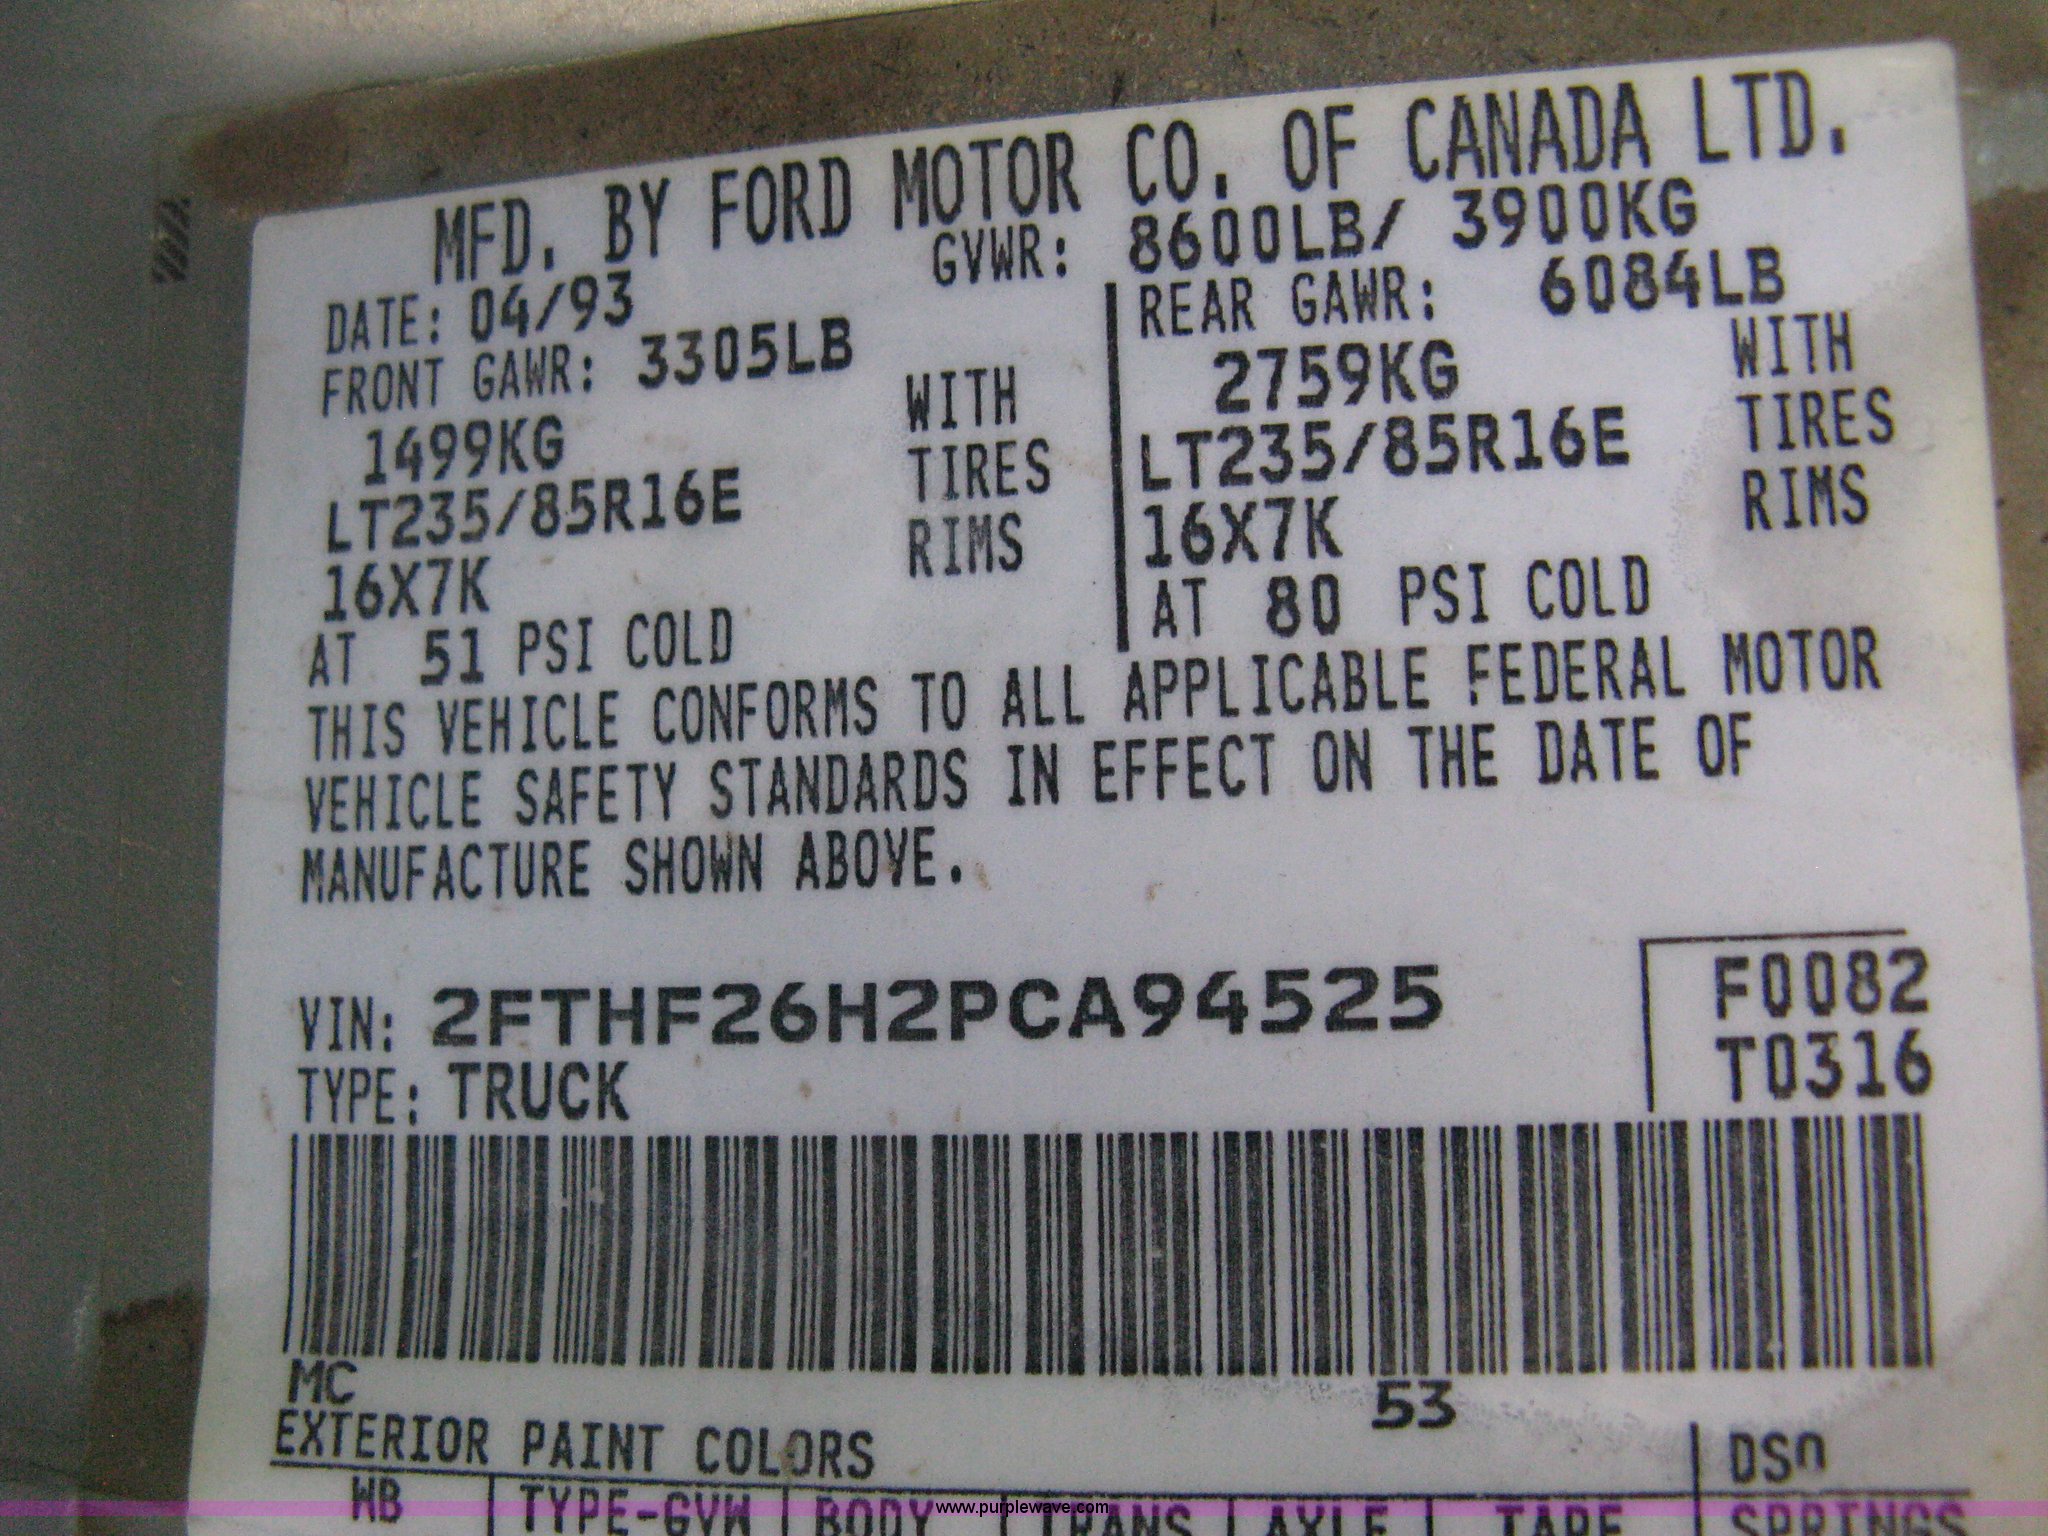 MFD. BY FORD MOTOR CO. OF CANADA LTD.
DATE: 04/93
GVWR: 8600LB/ 3900KG
FRONT GAWR: 3305LB
1499KG WITH
LT235/85R16E TIRES
16X7K RIMS
AT 51 PSI COLD
REAR GAWR: 6084LB
2759KG WITH
LT235/85R16E TIRES
16X7K RIMS
AT 80 PSI COLD
THIS VEHICLE CONFORMS TO ALL APPLICABLE FEDERAL MOTOR
VEHICLE SAFETY STANDARDS IN EFFECT ON THE DATE OF
MANUFACTURE SHOWN ABOVE.
VIN: 2FTHF26H2PCA94525
F0082
TYPE: TRUCK
T0316
MC
53
EXTERIOR PAINT COLORS
DSO
WB TYPE-GVW BODY TRANS AXLE TAPE SPRINGS
www.purplewave.com